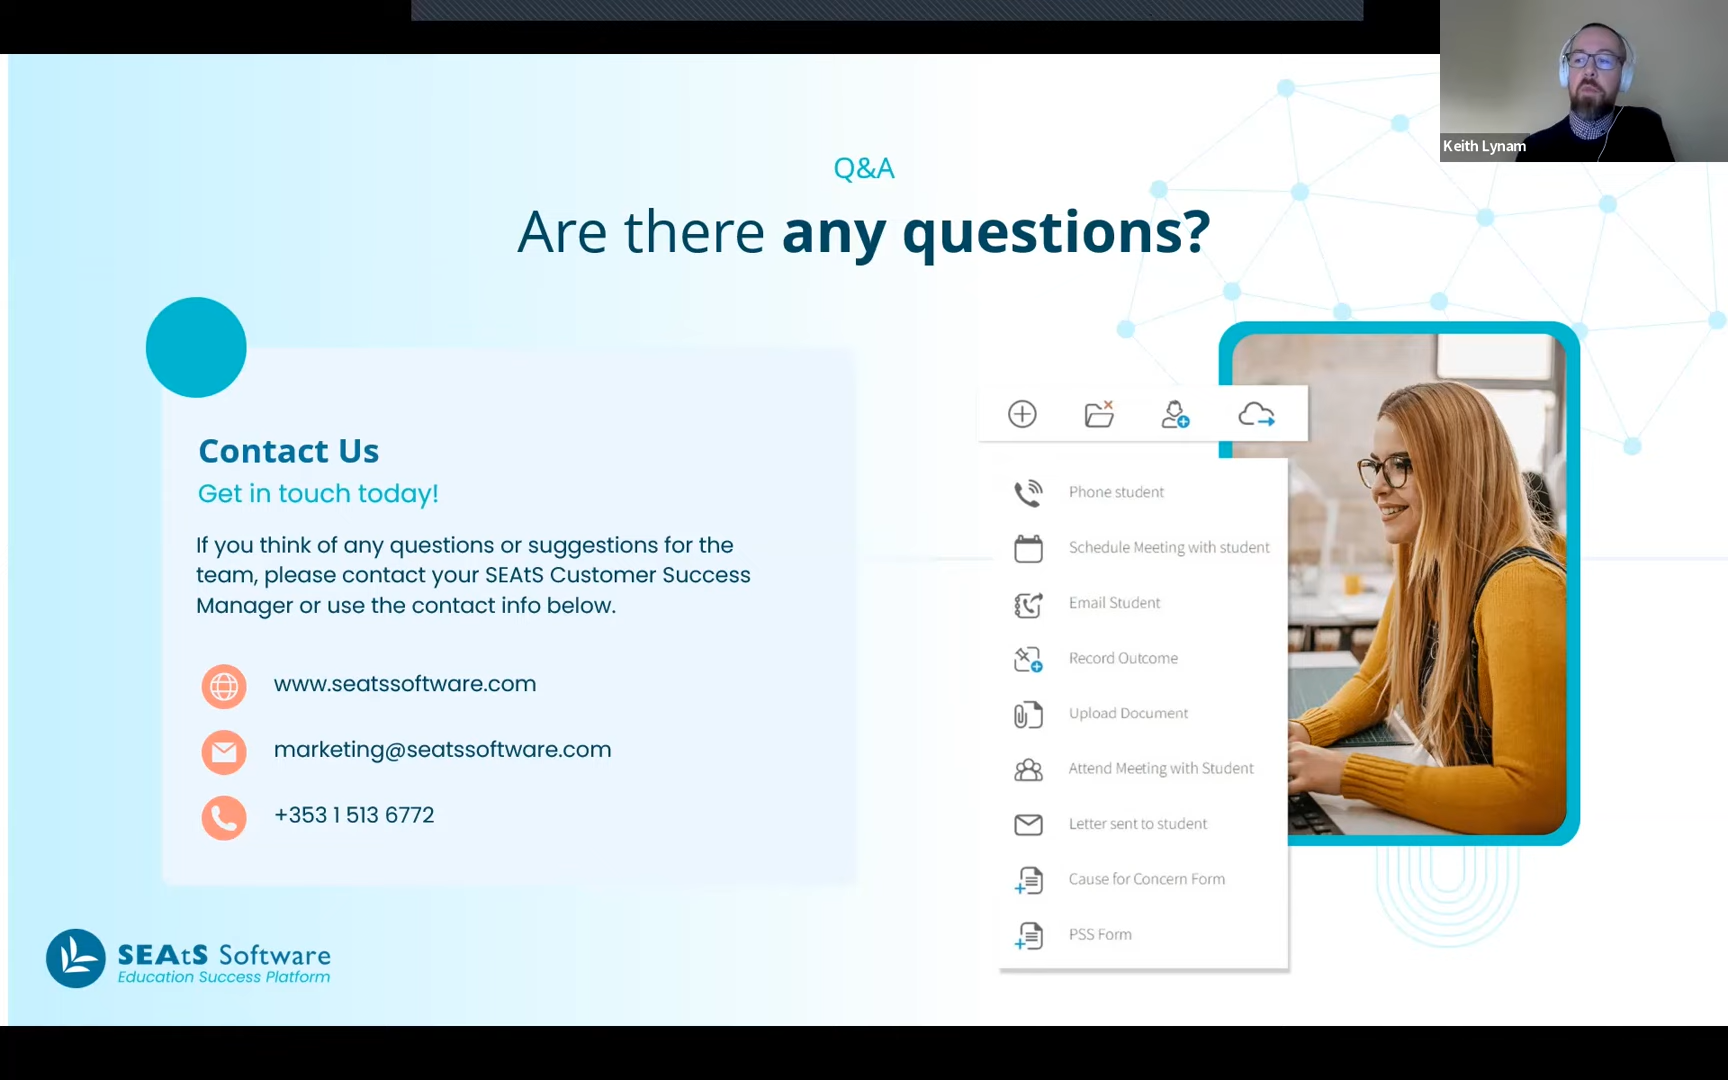 Keith Lynam
Q&A
Are there any questions?
Contact Us
Get in touch today!
If you think of any questions or suggestions for the
team, please contact your SEAtS Customer Success
Manager or use the contact info below.
www.seatssoftware.com
marketing@seatssoftware.com
+353 1 513 6772
Phone student
Schedule Meeting with student
Email Student
Record Outcome
Upload Document
Attend Meeting with Student
Letter sent to student
Cause for Concern Form
PSS Form
SEAtS Software
Education Success Platform